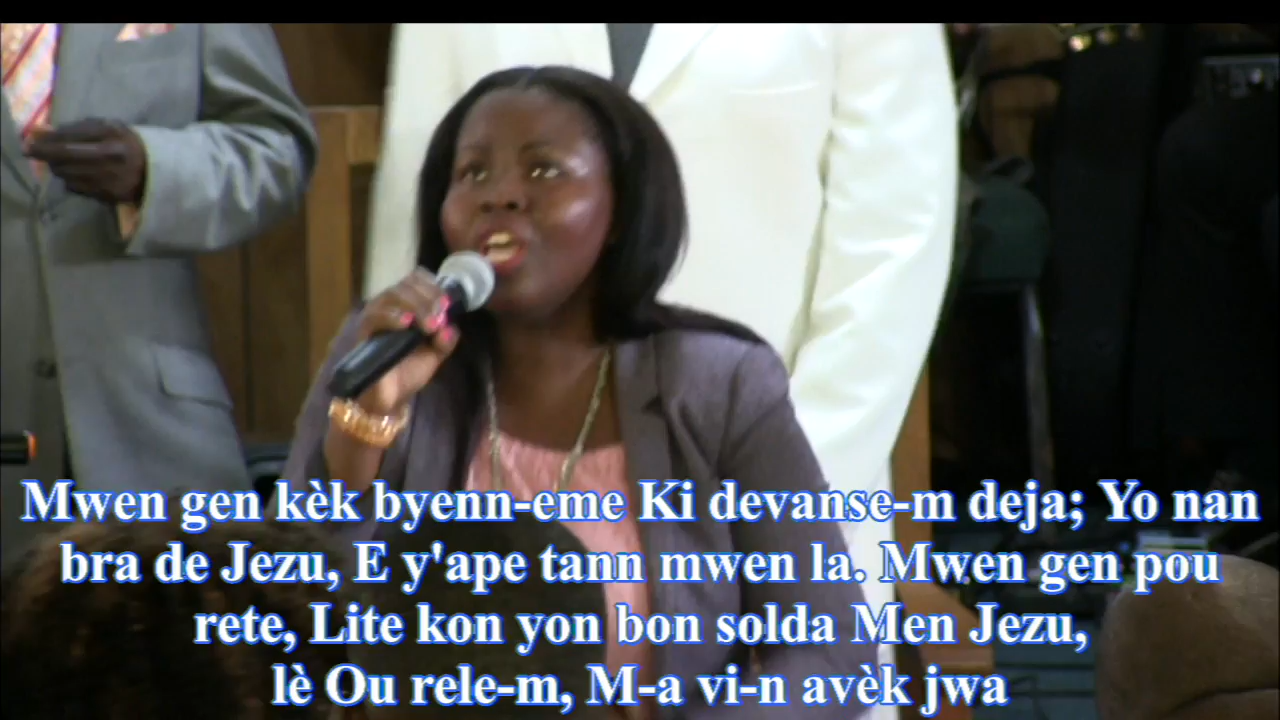 Mwen gen kèk byenn-eme Ki devanse-m deja; Yo nan
bra de Jezu, E y'ape tann mwen la. Mwen gen pou
rete, Lite kon yon bon solda Men Jezu,
lè Ou rele-m, M-a vi-n avèk jwa